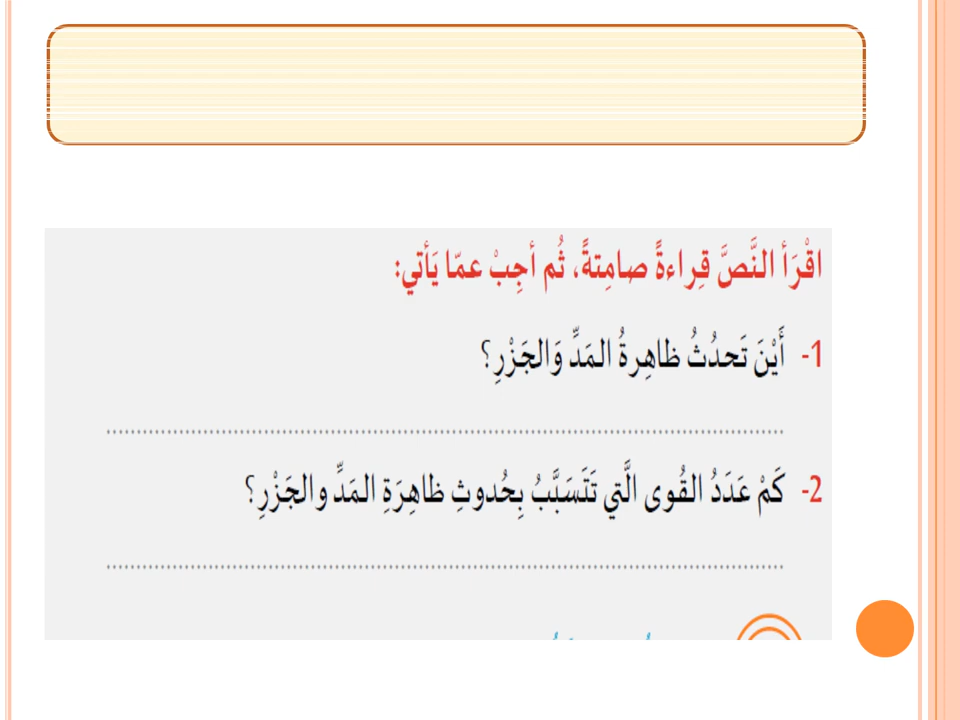 اقْرَأ النَّصَّ قِراءةً صامِتةً، ثُم أجِبْ عمّا يَأتي:
1- أَيْنَ تَحدُثُ ظاهِرةُ المَدِّ وَالجَزْرِ؟
2- كَمْ عَدَدُ القُوى الَّتي تَتَسَبَّبُ بِحُدوثِ ظاهِرَةِ المَدِّ والجَزْرِ؟